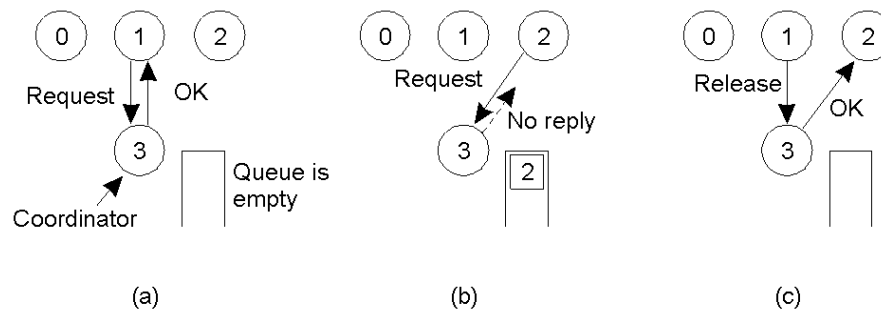 0 1 2
Request OK
3
Queue is
empty
Coordinator
(a)
0 1 2
Request
No reply
3
2
(b)
0 1 2
Release
OK
3
(c)